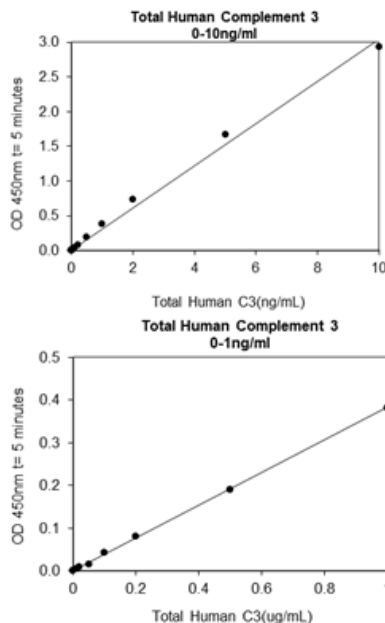 Total Human Complement 3
0-10ng/ml
3.0
2.5
2.0
1.5
1.0
0.5
0.0
OD 450nm t= 5 minutes
0 2 4 6 8 10
Total Human C3(ng/mL)
Total Human Complement 3
0-1ng/ml
0.5
0.4
0.3
0.2
0.1
0.0
OD 450nm t= 5 minutes
0 0.2 0.4 0.6 0.8
Total Human C3(ug/mL)